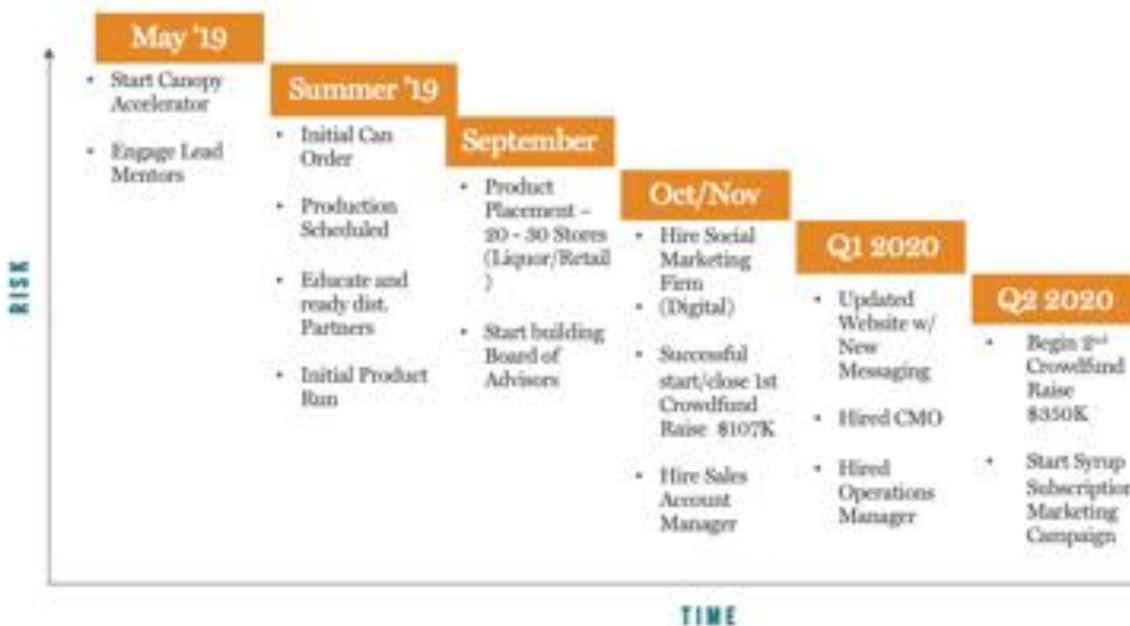 May '19
• Start Canopy
Accelerator
• Engage Lead
Mentors
Summer '19
• Initial Can
Order
• Production
Scheduled
• Educate and
ready dist.
Partners
• Initial Product
Run
September
• Product
Placement –
20 - 30 Stores
(Liquor/Retail
)
• Start building
Board of
Advisors
Oct/Nov
• Hire Social
Marketing
Firm
• (Digital)
• Successful
start/close 1st
Crowdfund
Raise $107K
• Hire Sales
Account
Manager
Q1 2020
• Updated
Website w/
New
Messaging
• Hired CMO
• Hired
Operations
Manager
Q2 2020
• Begin 2nd
Crowdfund
Raise
$350K
• Start Syrup
Subscription
Marketing
Campaign
RISK
TIME